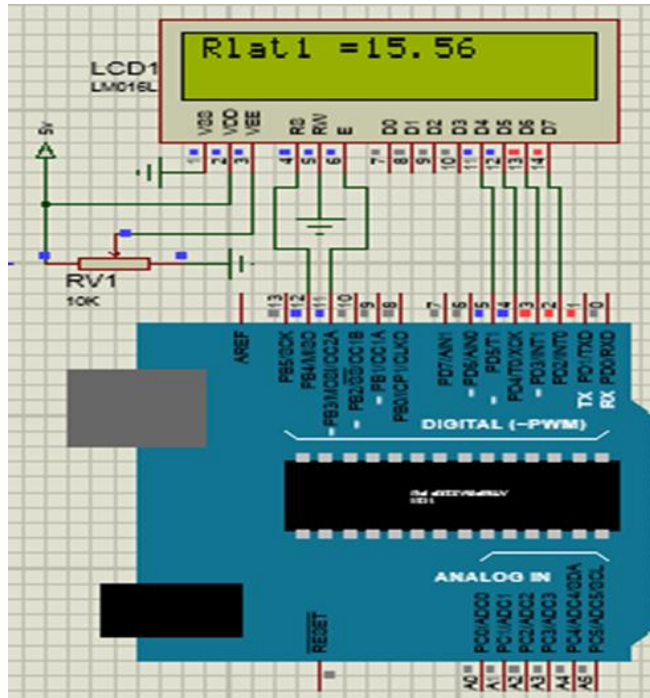 Rlat1 =15.56
LCD1
LM016L
5v
VSS
VDD
VEE
RS
RW
E
D0
D1
D2
D3
D4
D5
D6
D7
1
2
3
4
5
6
7
8
9
10
11
12
13
14
RV1
10K
AREF
13
12
11
10
9
8
7
6
5
4
3
2
1
0
PB5/SCK
PB4/MISO
PB3/MOSI/OC2A
PB2/SS/OC1B
PB1/OC1A
PB0/ICP1/CLKO
PD7/AIN1
PD6/AIN0
PD5/T1
PD4/T0/XCK
PD3/INT1
PD2/INT0
PD1/TXD
PD0/RXD
TX
RX
DIGITAL (~PWM)
ANALOG IN
RESET
PC0/ADC0
PC1/ADC1
PC2/ADC2
PC3/ADC3
PC4/ADC4/SDA
PC5/ADC5/SCL
A0
A1
A2
A3
A4
A5